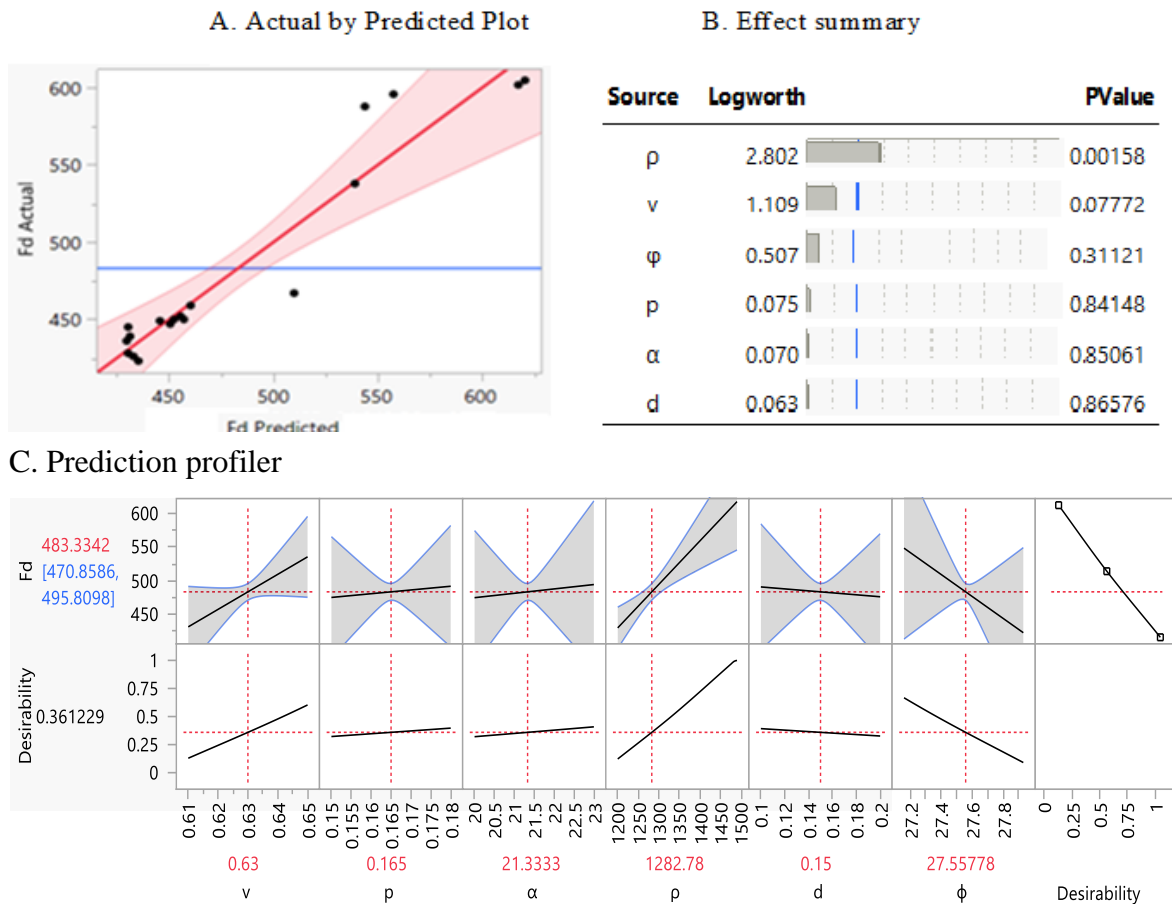 A. Actual by Predicted Plot
B. Effect summary
600
550
500
450
Fd Actual
450 500 550 600
Fd Predicted
Source Logworth PValue
ρ 2.802 0.00158
v 1.109 0.07772
φ 0.507 0.31121
p 0.075 0.84148
α 0.070 0.85061
d 0.063 0.86576
C. Prediction profiler
Fd
483.3342
[470.8586,
495.8098]
600
550
500
450
Desirability
0.361229
1
0.75
0.5
0.25
0
0.61 0.62 0.63 0.64 0.65
0.15 0.155 0.16 0.165 0.17 0.175 0.18
20 20.5 21 21.5 22 22.5 23
1200 1250 1300 1350 1400 1450 1500
0.1 0.12 0.14 0.16 0.18 0.2
27.2 27.4 27.6 27.8
0 0.25 0.5 0.75 1
0.63 0.165 21.3333 1282.78 0.15 27.55778
v p α ρ d ϕ Desirability